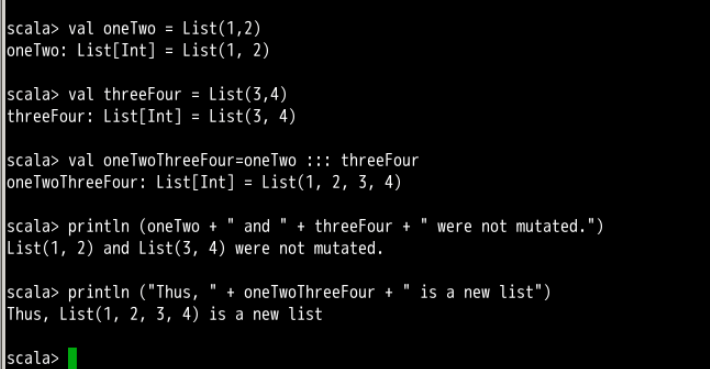 scala> val oneTwo = List(1,2)
oneTwo: List[Int] = List(1, 2)
scala> val threeFour = List(3,4)
threeFour: List[Int] = List(3, 4)
scala> val oneTwoThreeFour=oneTwo ::: threeFour
oneTwoThreeFour: List[Int] = List(1, 2, 3, 4)
scala> println (oneTwo + " and " + threeFour + " were not mutated.")
List(1, 2) and List(3, 4) were not mutated.
scala> println ("Thus, " + oneTwoThreeFour + " is a new list")
Thus, List(1, 2, 3, 4) is a new list
scala>